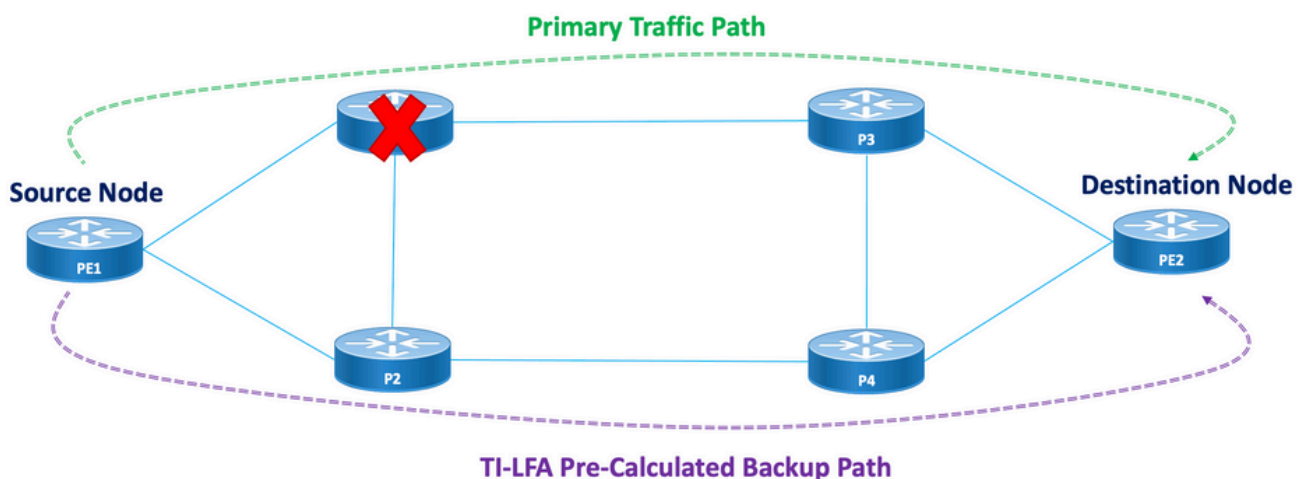 Primary Traffic Path
P3
Source Node
Destination Node
PE1
PE2
P2
P4
TI-LFA Pre-Calculated Backup Path